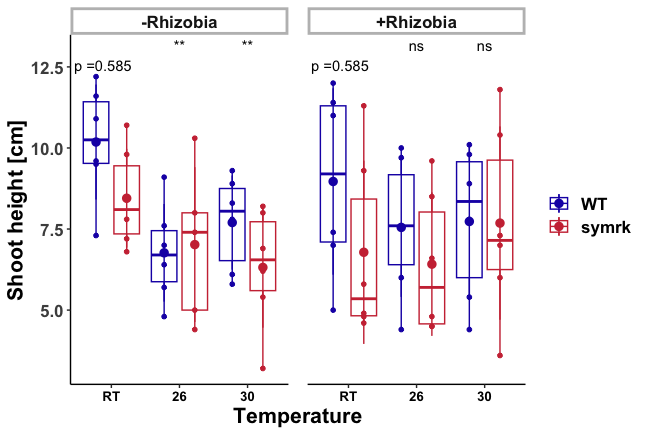 -Rhizobia +Rhizobia
** ** ns ns
p =0.585 p =0.585
12.5
10.0
7.5
5.0
Shoot height [cm]
RT 26 30 RT 26 30
Temperature
WT
symrk